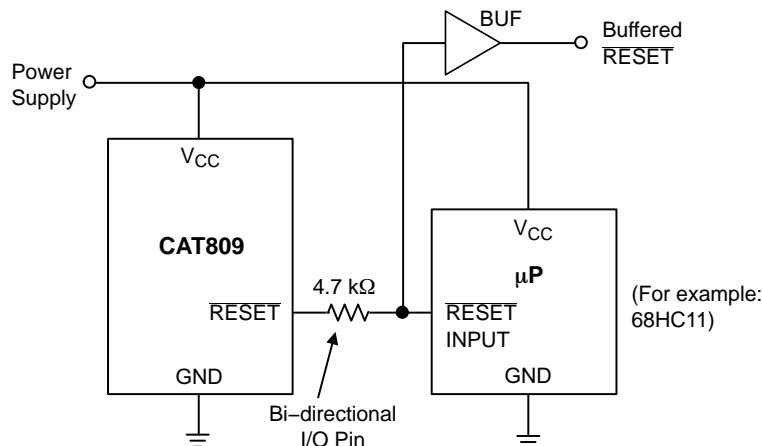 BUF
Buffered
RESET
Power
Supply
VCC
CAT809
RESET
GND
4.7 kΩ
Bi−directional
I/O Pin
VCC
μP
RESET
INPUT
GND
(For example:
68HC11)